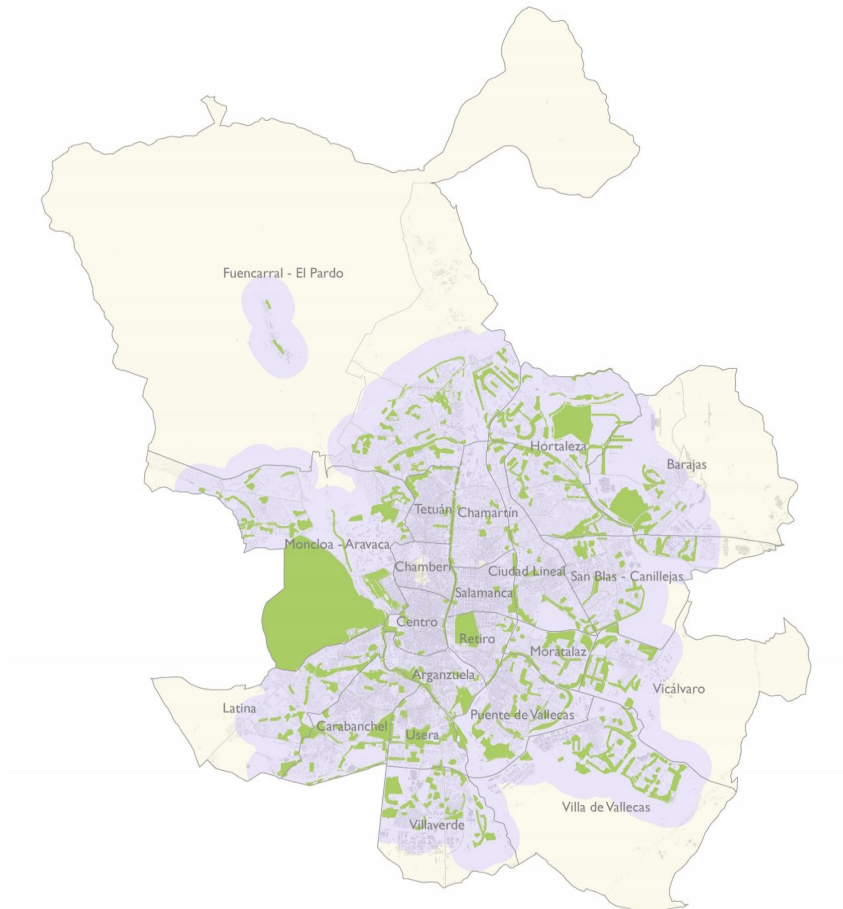 Fuencarral - El Pardo
Hortaleza
Barajas
Tetuán
Chamartín
Moncloa - Aravaca
Chamberí
Ciudad Lineal
San Blas - Canillejas
Salamanca
Centro
Retiro
Moratalaz
Arganzuela
Vicálvaro
Latina
Carabanchel
Usera
Puente de Vallecas
Villa de Vallecas
Villaverde